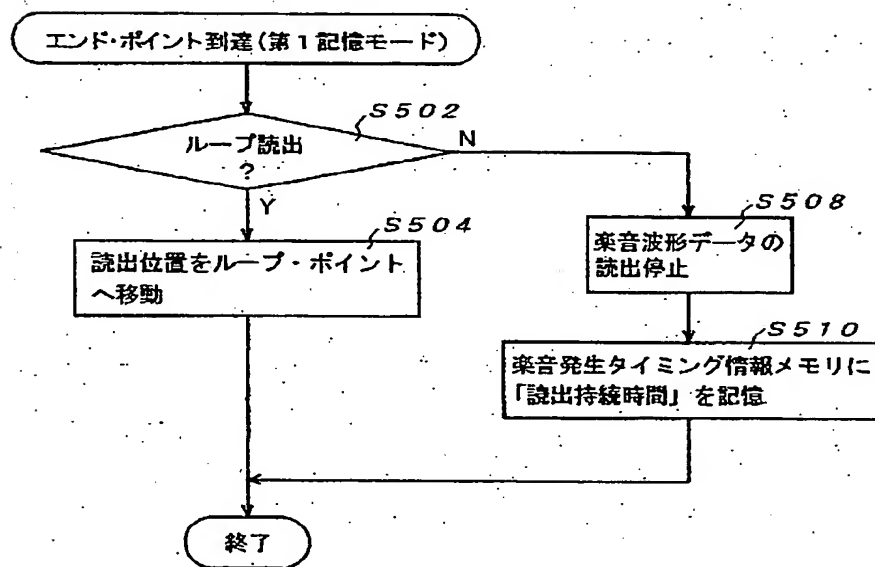 エンド・ポイント到達(第1記憶モード)
S502
ループ読出
?
N
Y
S504
読出位置をループ・ポイント
へ移動
S508
楽音波形データの
読出停止
S510
楽音発生タイミング情報メモリに
「読出持続時間」を記憶
終了